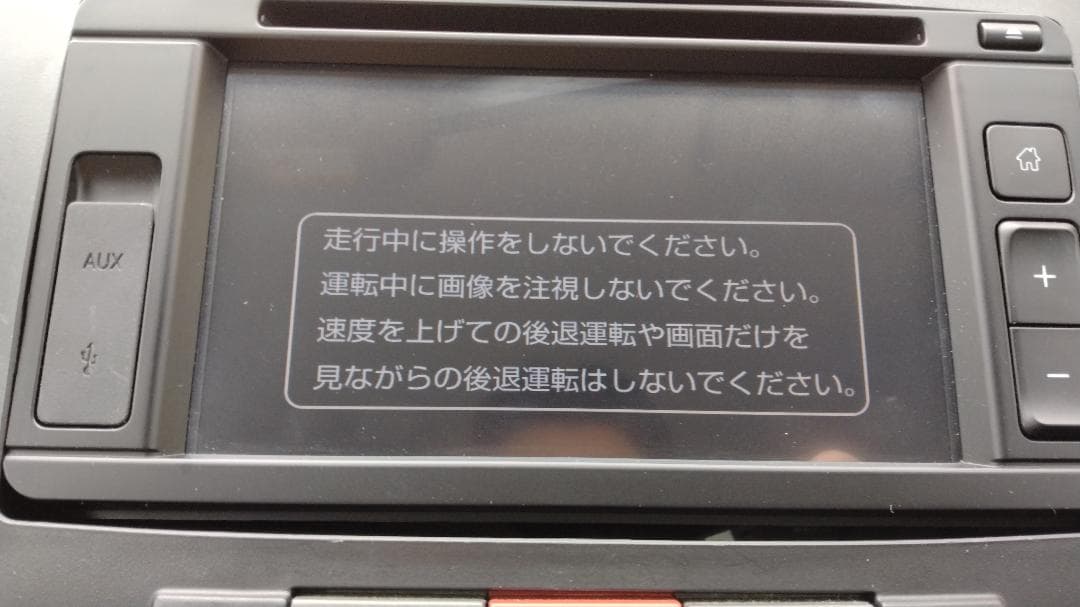 AUX
走行中に操作をしないでください。
運転中に画像を注視しないでください。
速度を上げての後退運転や画面だけを
見ながらの後退運転はしないでください。
+
−